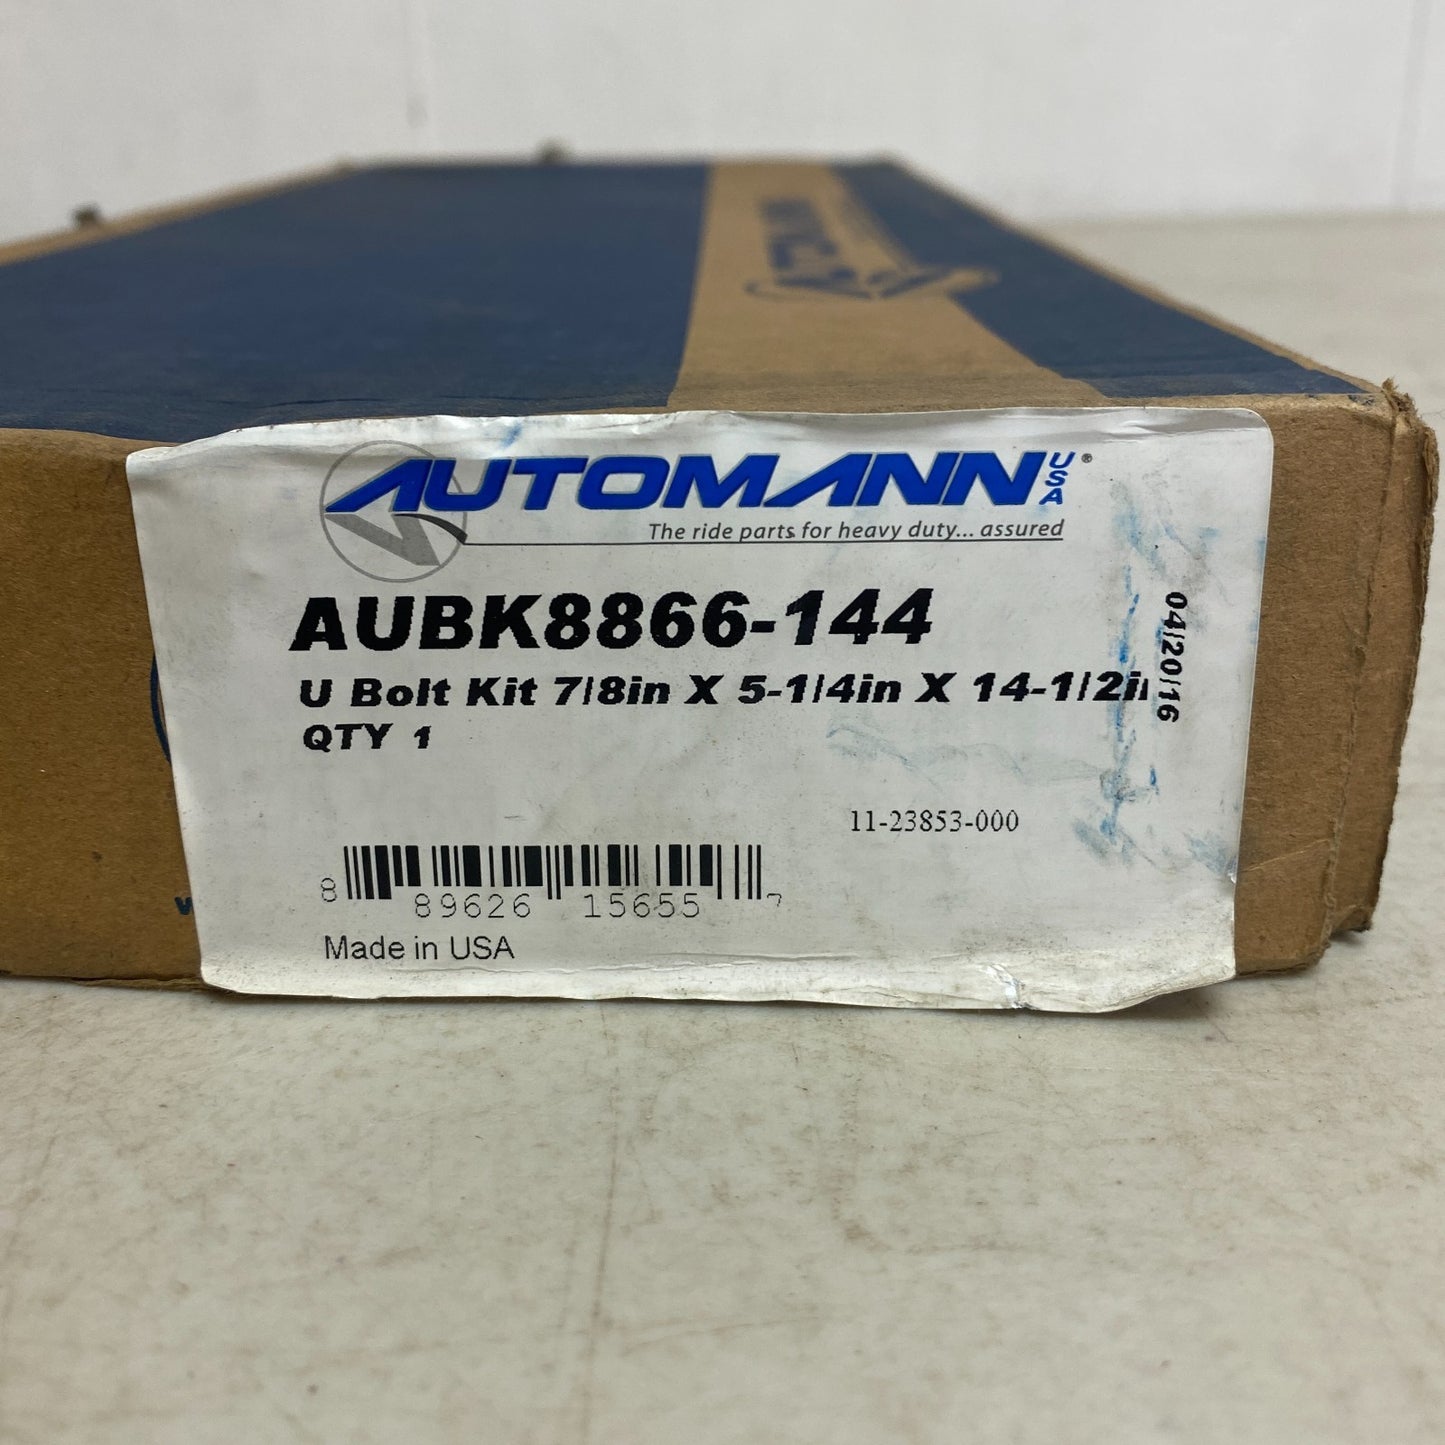 AUTOMANN USA®
The ride parts for heavy duty... assured
AUBK8866-144
U Bolt Kit 7/8in X 5-1/4in X 14-1/2in
QTY 1
04/20/16
11-23853-000
8 89626 15655 7
Made in USA